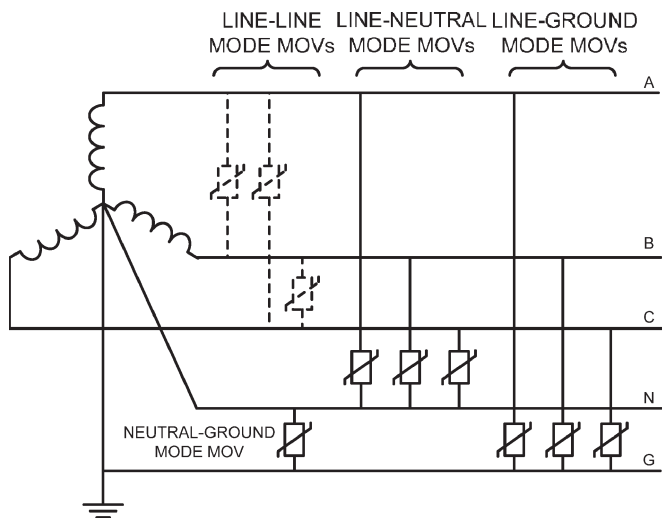 LINE-LINE
MODE MOVs
LINE-NEUTRAL
MODE MOVs
LINE-GROUND
MODE MOVs
A
B
C
N
NEUTRAL-GROUND
MODE MOV
G